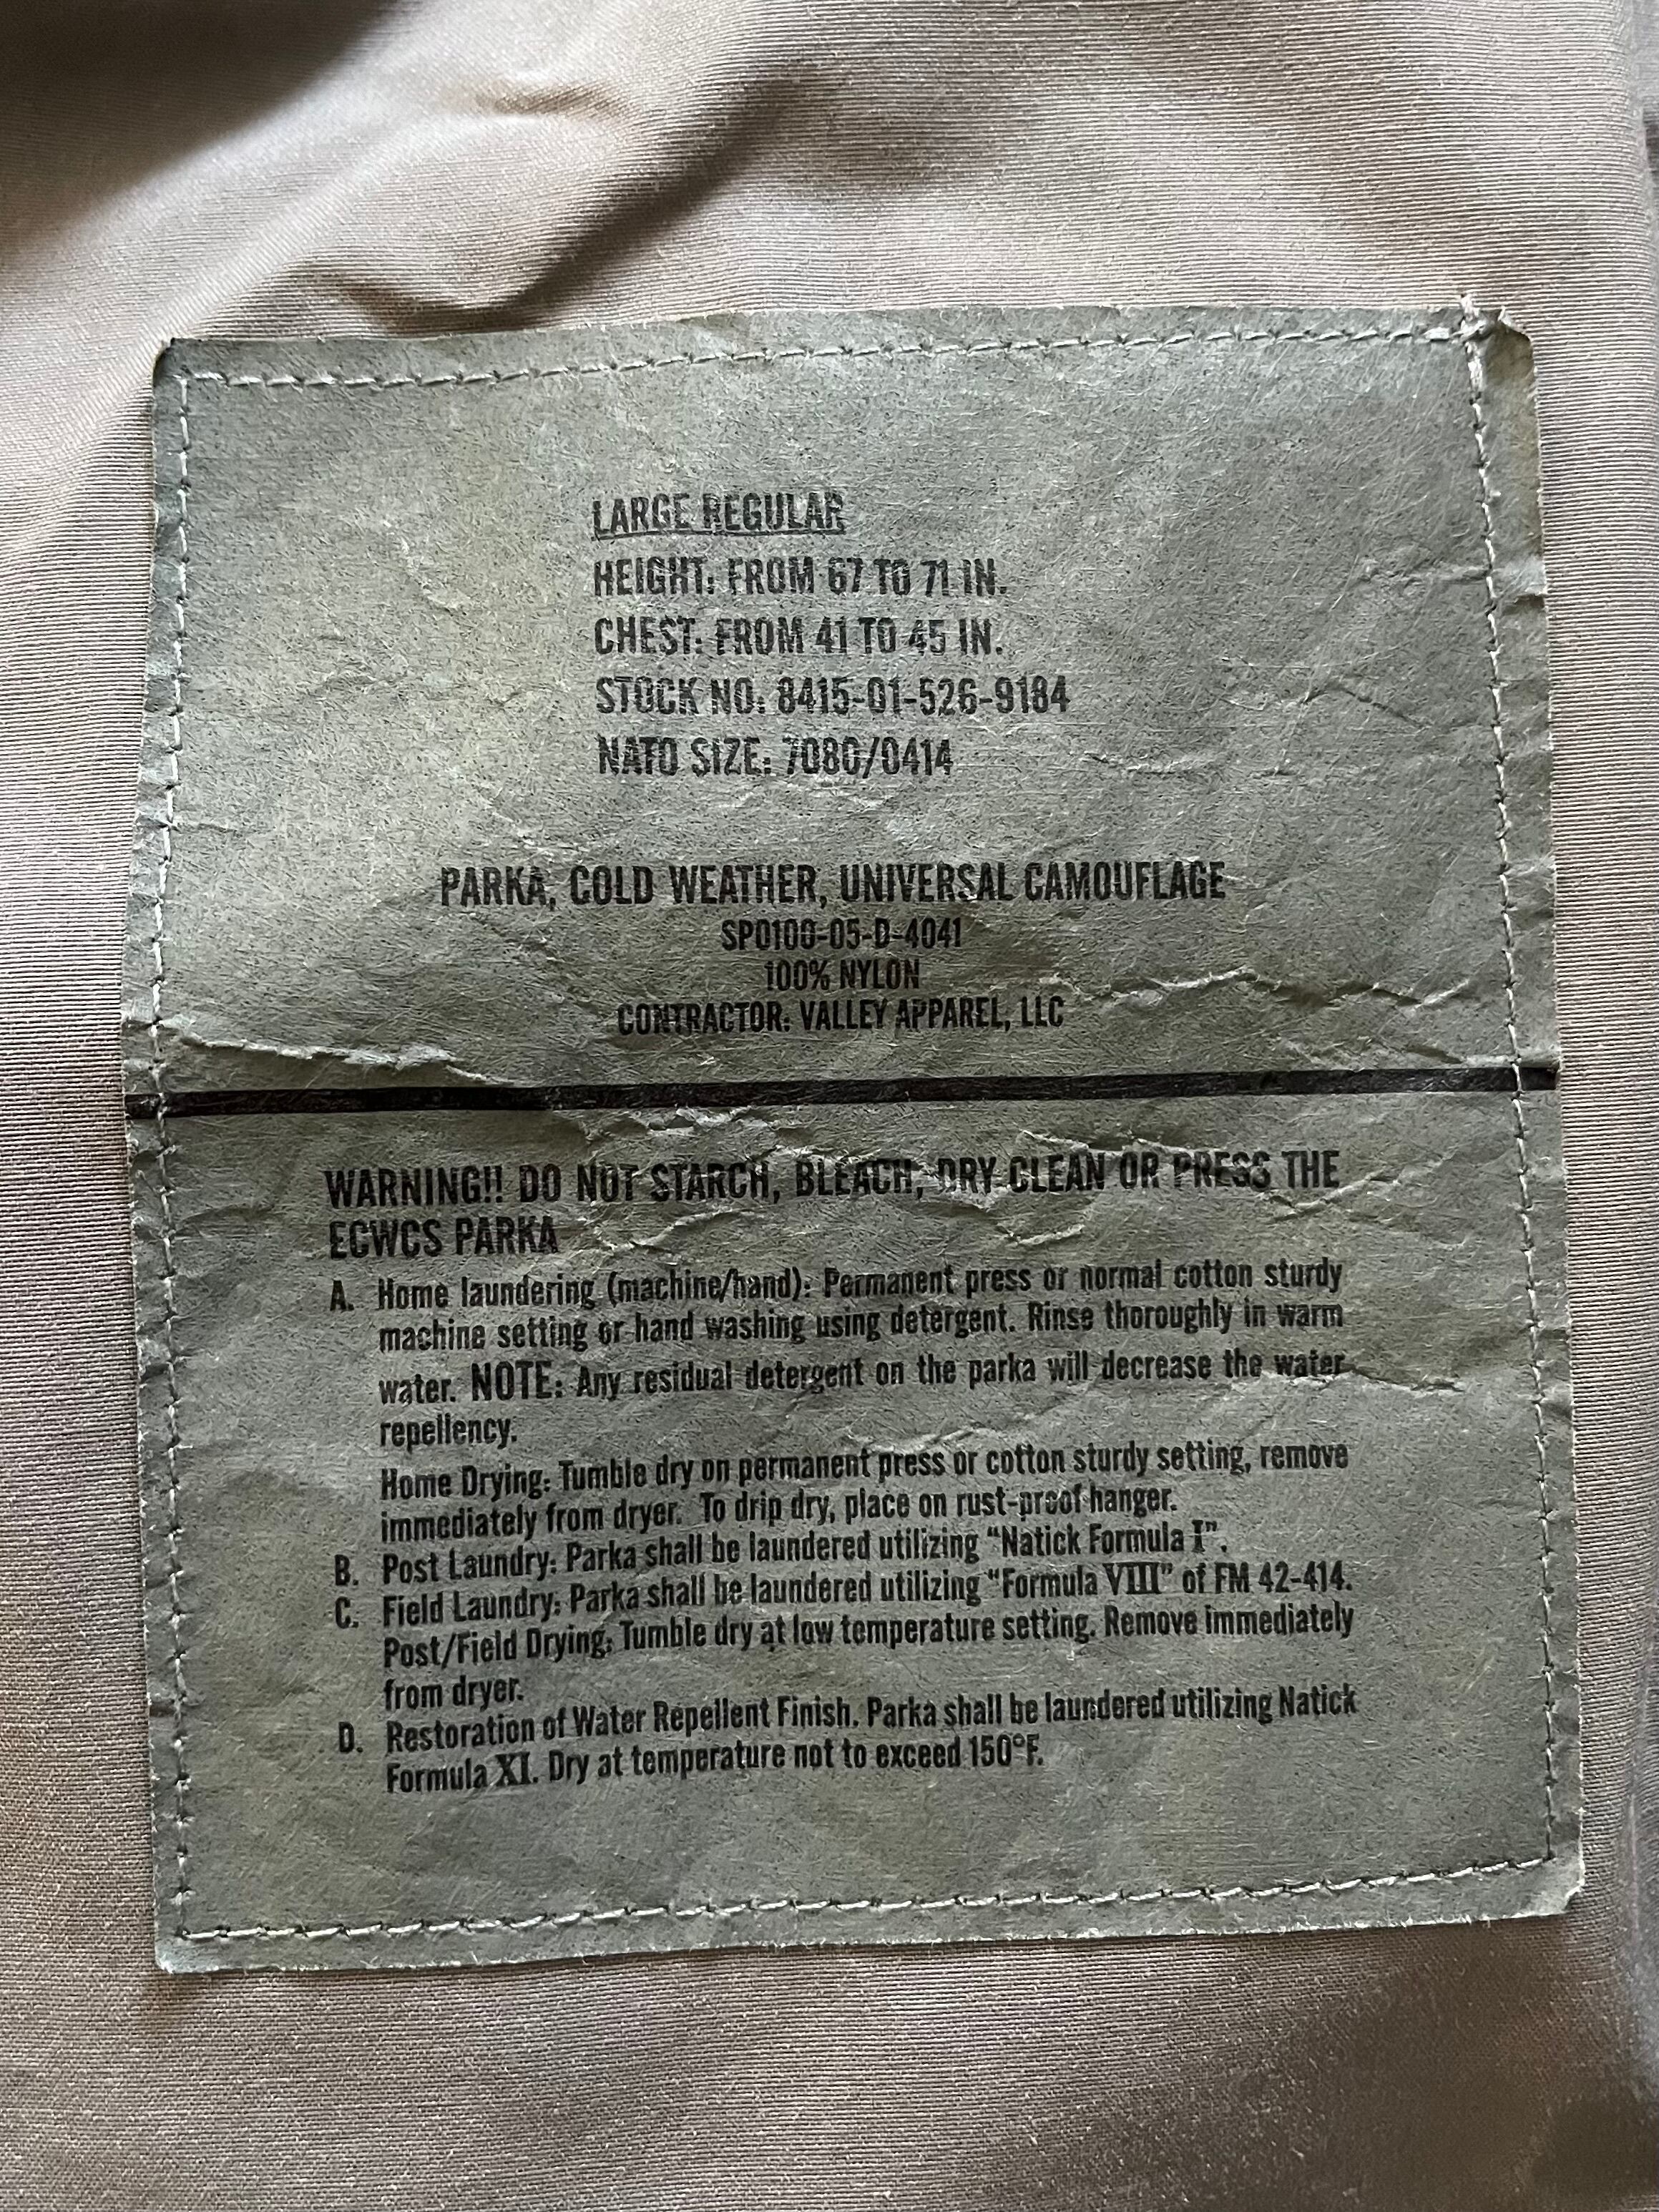 LARGE REGULAR
HEIGHT: FROM 67 TO 71 IN.
CHEST: FROM 41 TO 45 IN.
STOCK NO: 8415-01-526-9184
NATO SIZE: 7080/0414
PARKA, COLD WEATHER, UNIVERSAL CAMOUFLAGE
SP0100-05-D-4041
100% NYLON
CONTRACTOR: VALLEY APPAREL, LLC
WARNING!! DO NOT STARCH, BLEACH, DRY CLEAN OR PRESS THE
ECWCS PARKA
A. Home laundering (machine/hand): Permanent press or normal cotton sturdy
machine setting or hand washing using detergent. Rinse thoroughly in warm
water. NOTE: Any residual detergent on the parka will decrease the water
repellency.
Home Drying: Tumble dry on permanent press or cotton sturdy setting, remove
immediately from dryer. To drip dry, place on rust-proof hanger.
B. Post Laundry: Parka shall be laundered utilizing “Natick Formula I”.
C. Field Laundry: Parka shall be laundered utilizing “Formula VIII” of FM 42-414.
Post/Field Drying: Tumble dry at low temperature setting. Remove immediately
from dryer.
D. Restoration of Water Repellent Finish. Parka shall be laundered utilizing Natick
Formula XI. Dry at temperature not to exceed 150°F.